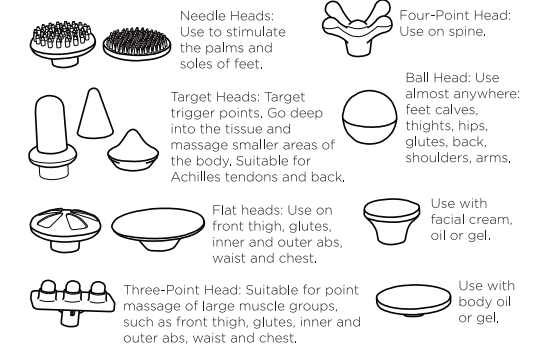 Needle Heads:
Use to stimulate
the palms and
soles of feet.
Four-Point Head:
Use on spine.
Target Heads: Target
trigger points. Go deep
into the tissue and
massage smaller areas of
the body. Suitable for
Achilles tendons and back.
Ball Head: Use
almost anywhere:
feet calves,
thights, hips,
glutes, back,
shoulders, arms.
Flat heads: Use on
front thigh, glutes,
inner and outer abs,
waist and chest.
Use with
facial cream,
oil or gel.
Three-Point Head: Suitable for point
massage of large muscle groups,
such as front thigh, glutes, inner and
outer abs, waist and chest.
Use with
body oil
or gel.